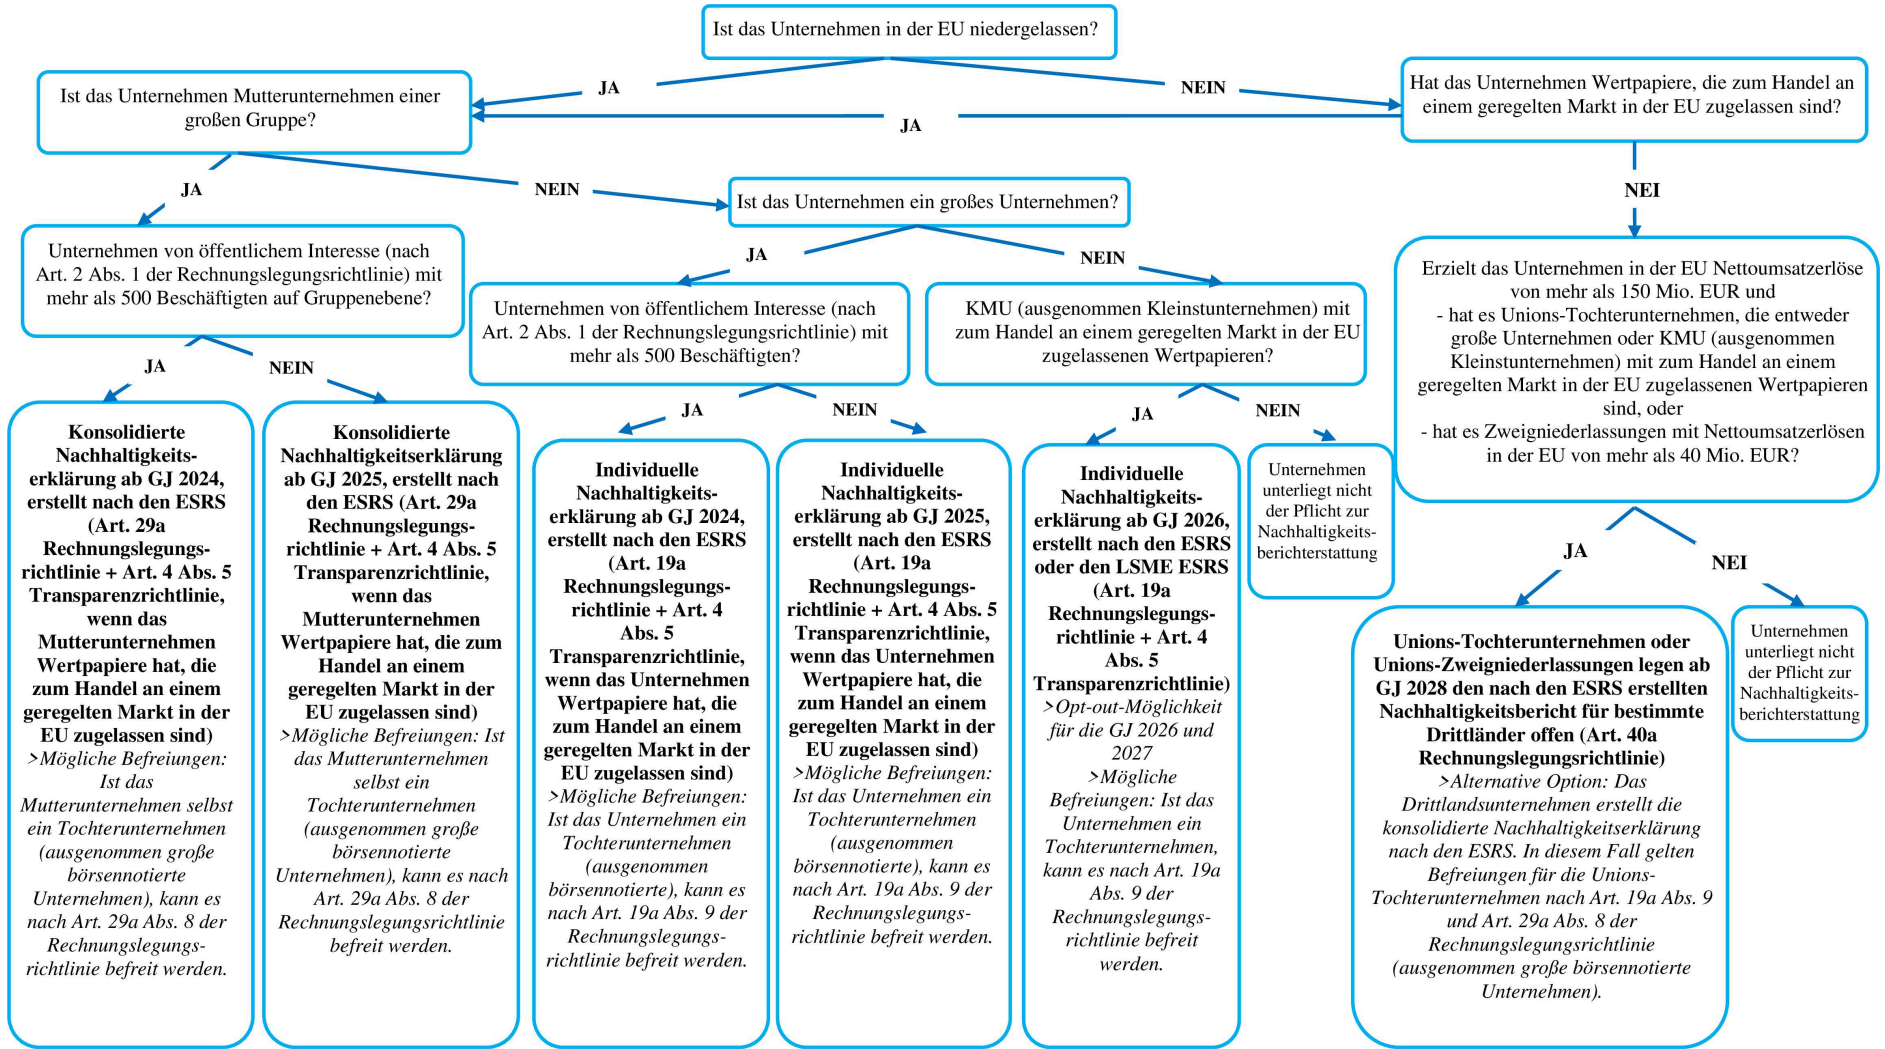 Ist das Unternehmen in der EU niedergelassen?
JA
NEIN
Ist das Unternehmen Mutterunternehmen einer
großen Gruppe?
Hat das Unternehmen Wertpapiere, die zum Handel an
einem geregelten Markt in der EU zugelassen sind?
JA
JA
NEIN
NEI
Ist das Unternehmen ein großes Unternehmen?
Unternehmen von öffentlichem Interesse (nach
Art. 2 Abs. 1 der Rechnungslegungsrichtlinie) mit
mehr als 500 Beschäftigten auf Gruppenebene?
JA
NEIN
Unternehmen von öffentlichem Interesse (nach
Art. 2 Abs. 1 der Rechnungslegungsrichtlinie) mit
mehr als 500 Beschäftigten?
KMU (ausgenommen Kleinstunternehmen) mit
zum Handel an einem geregelten Markt in der EU
zugelassenen Wertpapieren?
Erzielt das Unternehmen in der EU Nettoumsatzerlöse
von mehr als 150 Mio. EUR und
- hat es Unions-Tochterunternehmen, die entweder
große Unternehmen oder KMU (ausgenommen
Kleinstunternehmen) mit zum Handel an einem
geregelten Markt in der EU zugelassenen Wertpapieren
sind, oder
- hat es Zweigniederlassungen mit Nettoumsatzerlösen
in der EU von mehr als 40 Mio. EUR?
JA
NEIN
JA
NEIN
JA
NEIN
JA
NEI
Konsolidierte
Nachhaltigkeits-
erklärung ab GJ 2024,
erstellt nach den ESRS
(Art. 29a
Rechnungslegungs-
richtlinie + Art. 4 Abs. 5
Transparenzrichtlinie,
wenn das
Mutterunternehmen
Wertpapiere hat, die
zum Handel an einem
geregelten Markt in der
EU zugelassen sind)
>Mögliche Befreiungen:
Ist das
Mutterunternehmen selbst
ein Tochterunternehmen
(ausgenommen große
börsennotierte
Unternehmen), kann es
nach Art. 29a Abs. 8 der
Rechnungslegungs-
richtlinie befreit werden.
Konsolidierte
Nachhaltigkeitserklärung
ab GJ 2025, erstellt nach
den ESRS (Art. 29a
Rechnungslegungs-
richtlinie + Art. 4 Abs. 5
Transparenzrichtlinie,
wenn das
Mutterunternehmen
Wertpapiere hat, die zum
Handel an einem
geregelten Markt in der
EU zugelassen sind)
>Mögliche Befreiungen: Ist
das Mutterunternehmen
selbst ein
Tochterunternehmen
(ausgenommen große
börsennotierte
Unternehmen), kann es nach
Art. 29a Abs. 8 der
Rechnungslegungsrichtlinie
befreit werden.
Individuelle
Nachhaltigkeits-
erklärung ab GJ 2024,
erstellt nach den ESRS
(Art. 19a
Rechnungslegungs-
richtlinie + Art. 4
Abs. 5
Transparenzrichtlinie,
wenn das Unternehmen
Wertpapiere hat, die
zum Handel an einem
geregelten Markt in der
EU zugelassen sind)
>Mögliche Befreiungen:
Ist das Unternehmen ein
Tochterunternehmen
(ausgenommen
börsennotierte), kann es
nach Art. 19a Abs. 9 der
Rechnungslegungs-
richtlinie befreit werden.
Individuelle
Nachhaltigkeits-
erklärung ab GJ 2025,
erstellt nach den ESRS
(Art. 19a
Rechnungslegungs-
richtlinie + Art. 4 Abs. 5
Transparenzrichtlinie,
wenn das Unternehmen
Wertpapiere hat, die
zum Handel an einem
geregelten Markt in der
EU zugelassen sind)
>Mögliche Befreiungen:
Ist das Unternehmen ein
Tochterunternehmen
(ausgenommen
börsennotierte), kann es
nach Art. 19a Abs. 9 der
Rechnungslegungs-
richtlinie befreit werden.
Individuelle
Nachhaltigkeits-
erklärung ab GJ 2026,
erstellt nach den ESRS
oder den LSME ESRS
(Art. 19a
Rechnungslegungs-
richtlinie + Art. 4
Abs. 5
Transparenzrichtlinie)
>Opt-out-Möglichkeit
für die GJ 2026 und
2027
>Mögliche
Befreiungen: Ist das
Unternehmen ein
Tochterunternehmen,
kann es nach Art. 19a
Abs. 9 der
Rechnungslegungs-
richtlinie befreit
werden.
Unternehmen
unterliegt nicht
der Pflicht zur
Nachhaltigkeits-
berichterstattung
Unions-Tochterunternehmen oder
Unions-Zweigniederlassungen legen ab
GJ 2028 den nach den ESRS erstellten
Nachhaltigkeitsbericht für bestimmte
Drittländer offen (Art. 40a
Rechnungslegungsrichtlinie)
>Alternative Option: Das
Drittlandsunternehmen erstellt die
konsolidierte Nachhaltigkeitserklärung
nach den ESRS. In diesem Fall gelten
Befreiungen für die Unions-
Tochterunternehmen nach Art. 19a Abs. 9
und Art. 29a Abs. 8 der
Rechnungslegungsrichtlinie
(ausgenommen große börsennotierte
Unternehmen).
Unternehmen
unterliegt nicht
der Pflicht zur
Nachhaltigkeits-
berichterstattung